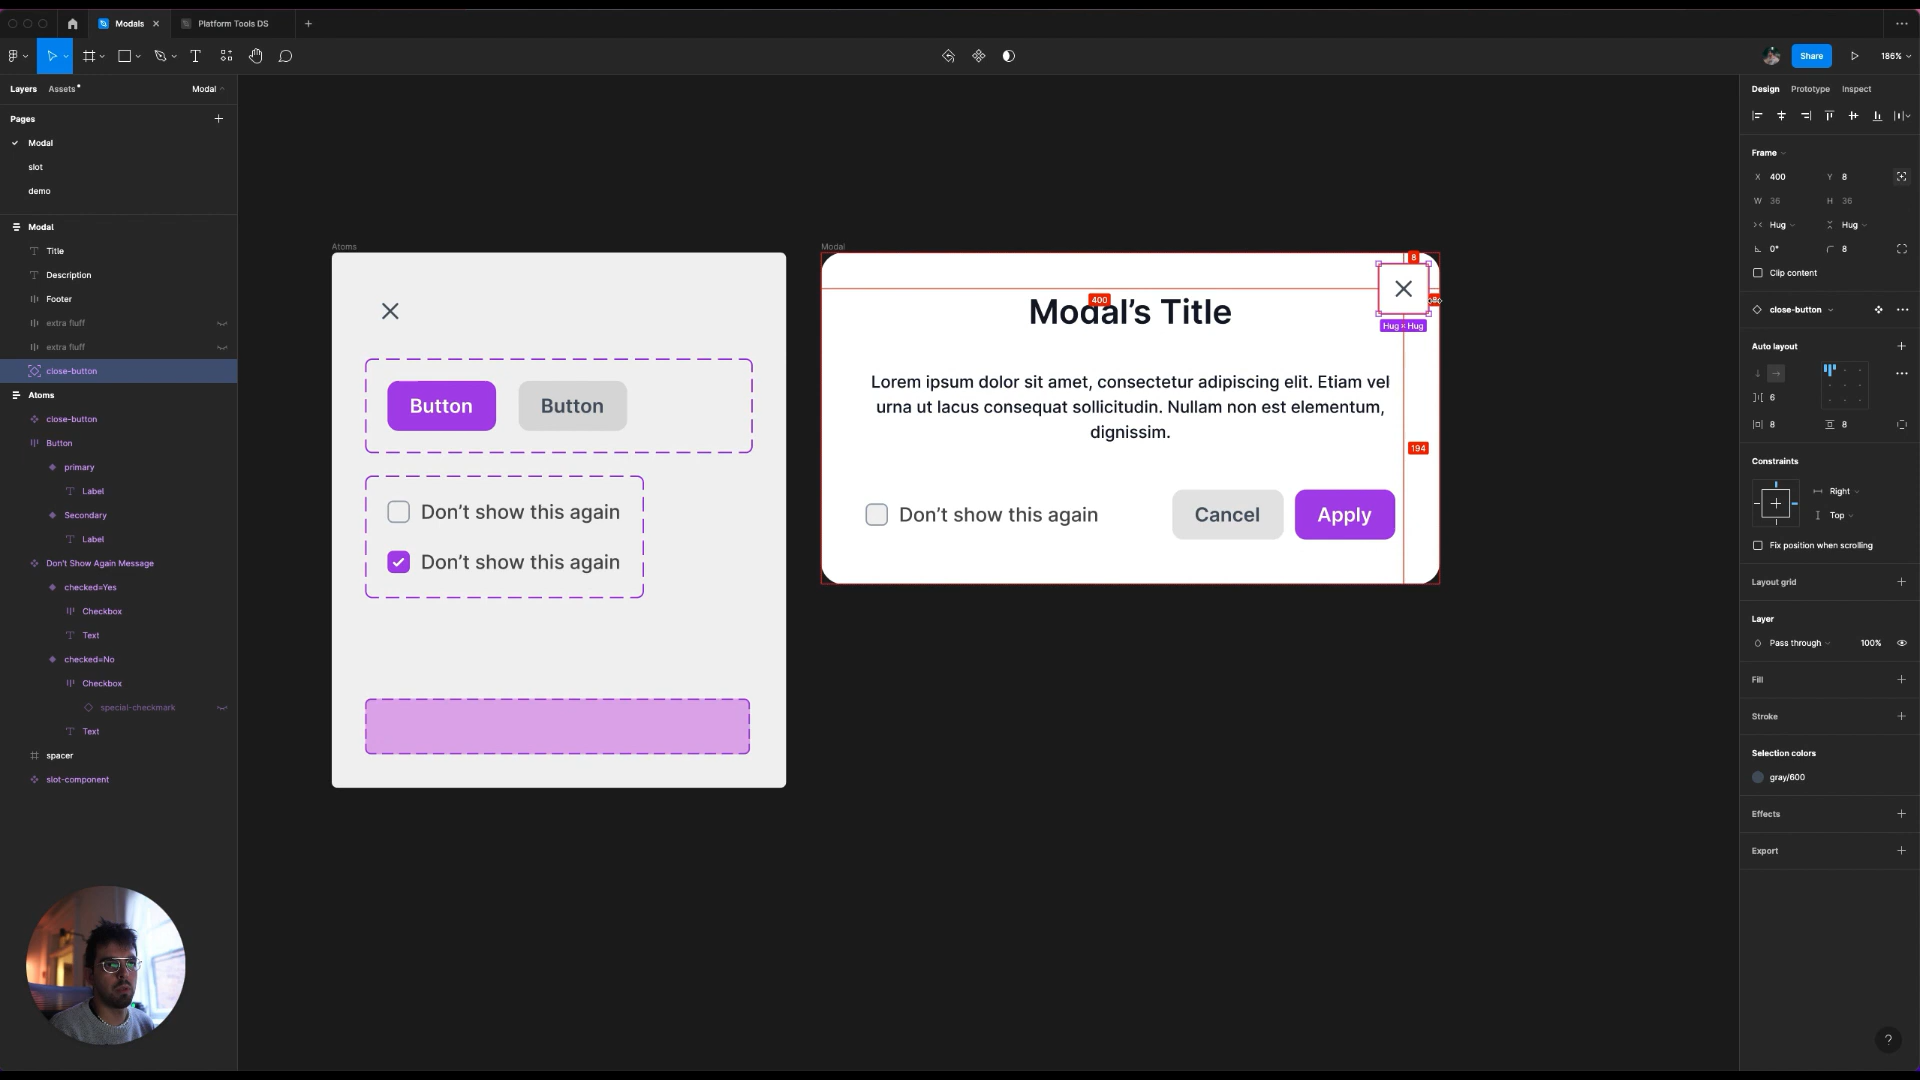 Modals
Platform Tools DS
Share
186%
Layers
Assets
Modal
Design
Prototype
Inspect
Pages
Modal
slot
demo
Modal
Title
Description
Footer
extra fluff
extra fluff
close-button
Atoms
close-button
Button
primary
Label
Secondary
Label
Don't Show Again Message
checked=Yes
Checkbox
Text
checked=No
Checkbox
special-checkmark
Text
spacer
slot-component
Atoms
Button
Button
Don't show this again
Don't show this again
Modal
8
400
Modal's Title
Hug × Hug
Lorem ipsum dolor sit amet, consectetur adipiscing elit. Etiam vel
urna ut lacus consequat sollicitudin. Nullam non est elementum,
dignissim.
194
Don't show this again
Cancel
Apply
Frame
X 400
Y 8
W 36
H 36
Hug
Hug
0°
8
Clip content
close-button
Auto layout
6
8
8
Constraints
Right
Top
Fix position when scrolling
Layout grid
Layer
Pass through
100%
Fill
Stroke
Selection colors
gray/600
Effects
Export
?